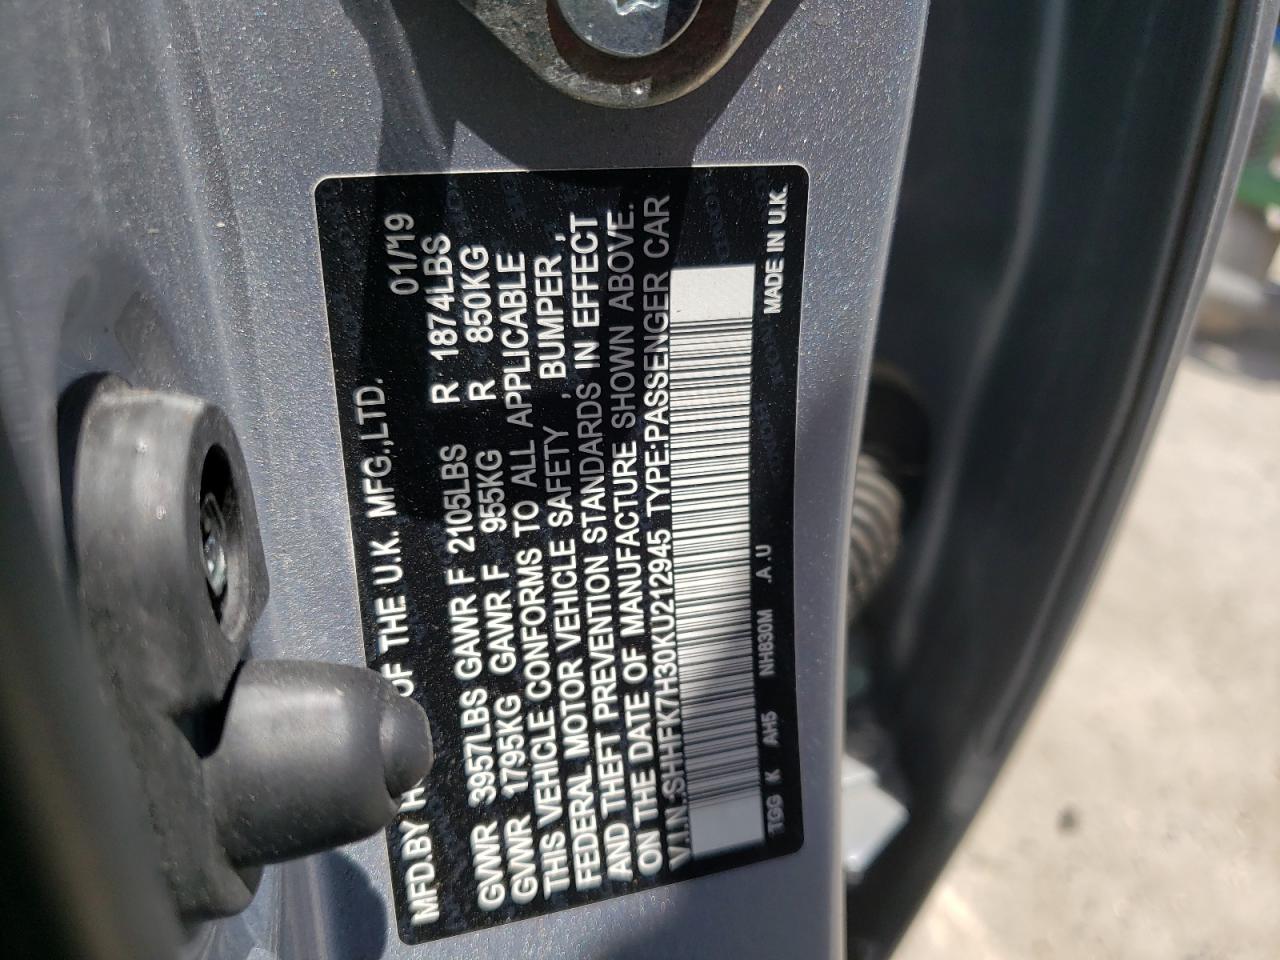 MFD.BY H OF THE U.K. MFG.,LTD. 01/19
GVWR 3957LBS GAWR F 2105LBS R 1874LBS
GVWR 1795KG GAWR F 955KG R 850KG
THIS VEHICLE CONFORMS TO ALL APPLICABLE
FEDERAL MOTOR VEHICLE SAFETY , BUMPER ,
AND THEFT PREVENTION STANDARDS IN EFFECT
ON THE DATE OF MANUFACTURE SHOWN ABOVE.
V.I.N.:SHHFK7H30KU212945 TYPE:PASSENGER CAR
TGG K AH5 NH830M .A .U MADE IN U.K.